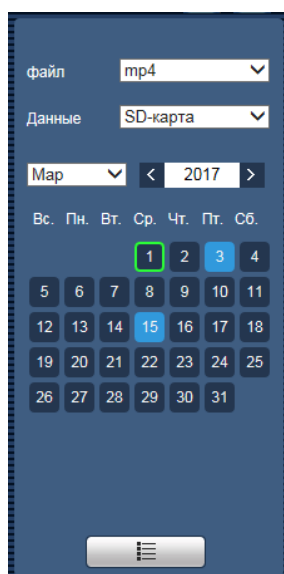 файл mp4
Данные SD-карта
Мар < 2017 >
Вс. Пн. Вт. Ср. Чт. Пт. Сб.
1 2 3 4
5 6 7 8 9 10 11
12 13 14 15 16 17 18
19 20 21 22 23 24 25
26 27 28 29 30 31